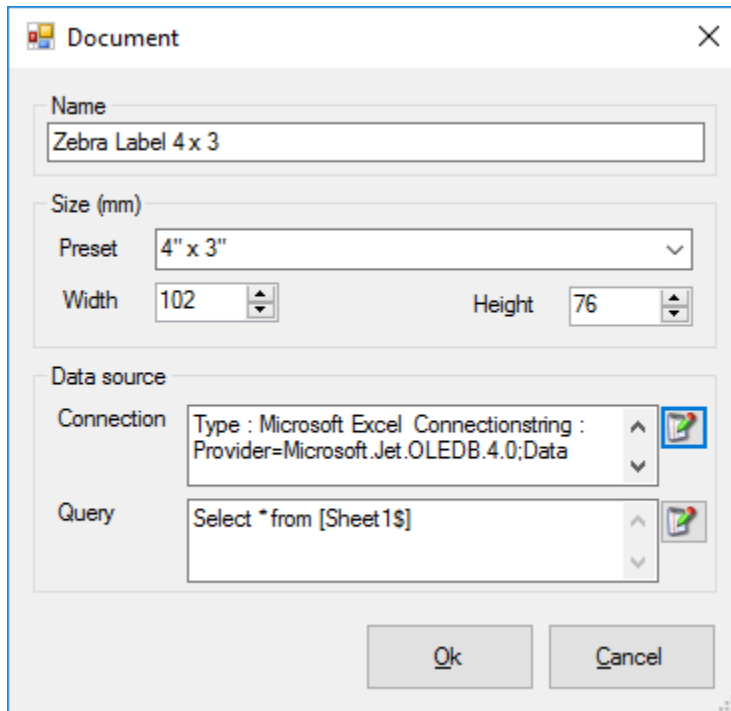 Document
Name
Zebra Label 4 x 3
Size (mm)
Preset 4" x 3"
Width 102 Height 76
Data source
Connection Type : Microsoft Excel Connectionstring :
Provider=Microsoft.Jet.OLEDB.4.0;Data
Query Select * from [Sheet1$]
Ok Cancel